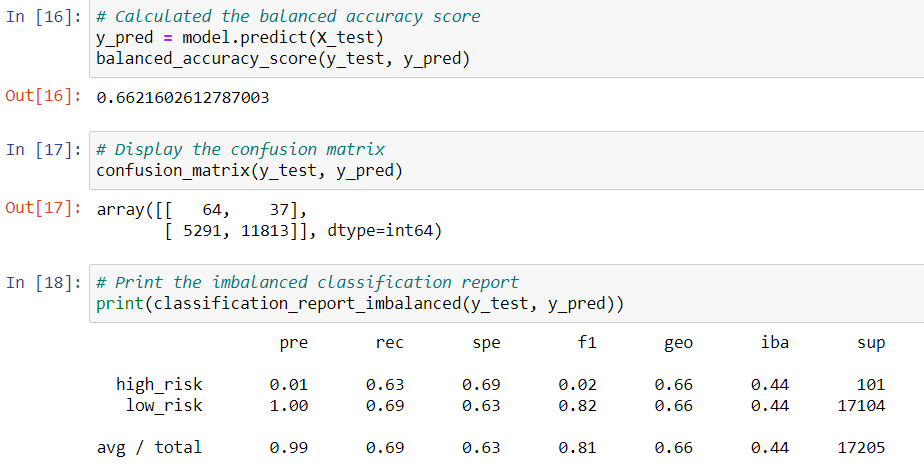 In [16]: # Calculated the balanced accuracy score
y_pred = model.predict(X_test)
balanced_accuracy_score(y_test, y_pred)
Out[16]: 0.6621602612787003
In [17]: # Display the confusion matrix
confusion_matrix(y_test, y_pred)
Out[17]: array([[   64,    37],
       [ 5291, 11813]], dtype=int64)
In [18]: # Print the imbalanced classification report
print(classification_report_imbalanced(y_test, y_pred))
pre rec spe f1 geo iba sup
high_risk 0.01 0.63 0.69 0.02 0.66 0.44 101
low_risk 1.00 0.69 0.63 0.82 0.66 0.44 17104
avg / total 0.99 0.69 0.63 0.81 0.66 0.44 17205